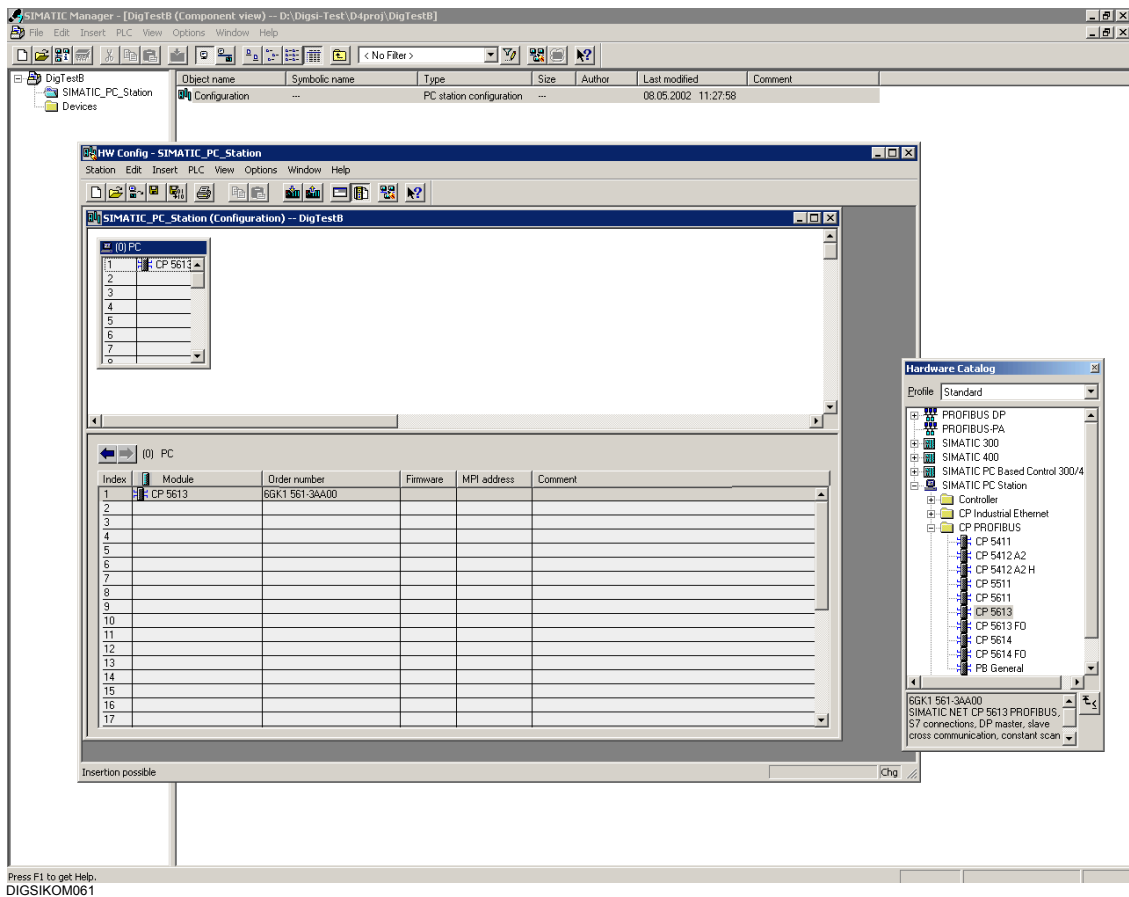 SIMATIC Manager - [DigTestB (Component view) -- D:\Digsi-Test\D4proj\DigTestB]
File Edit Insert PLC View Options Window Help
< No Filter >
DigTestB
SIMATIC_PC_Station
Devices
Object name Symbolic name Type Size Author Last modified Comment
Configuration --- PC station configuration --- 08.05.2002 11:27:58
HW Config - SIMATIC_PC_Station
Station Edit Insert PLC View Options Window Help
SIMATIC_PC_Station (Configuration) -- DigTestB
(0) PC
1 CP 5613
2
3
4
5
6
7
(0) PC
Index Module Order number Firmware MPI address Comment
1 CP 5613 6GK1 561-3AA00
2
3
4
5
6
7
8
9
10
11
12
13
14
15
16
17
Insertion possible
Chg
Hardware Catalog
Profile Standard
PROFIBUS DP
PROFIBUS-PA
SIMATIC 300
SIMATIC 400
SIMATIC PC Based Control 300/4
SIMATIC PC Station
Controller
CP Industrial Ethernet
CP PROFIBUS
CP 5411
CP 5412 A2
CP 5412 A2 H
CP 5511
CP 5611
CP 5613
CP 5613 FO
CP 5614
CP 5614 FO
PB General
6GK1 561-3AA00
SIMATIC NET CP 5613 PROFIBUS,
S7 connections, DP master, slave
cross communication, constant scan
Press F1 to get Help.
DIGSIKOM061